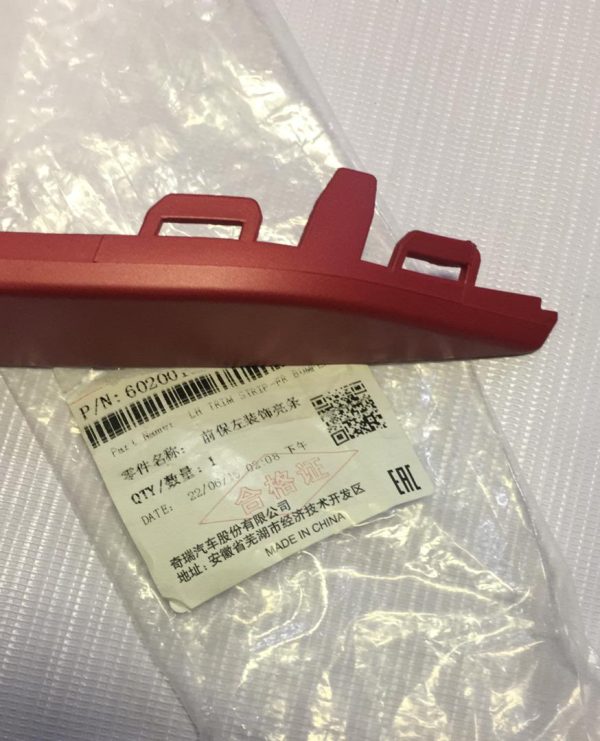 P/N: 60200
Part Name: LH TRIM STRIP-FR BUMP
零件名称: 前保左装饰亮条
QTY/数量: 1
DATE: 22/06/ 02:08 下午
合格证
EAC
奇瑞汽车股份有限公司
地址: 安徽省芜湖市经济技术开发区
MADE IN CHINA